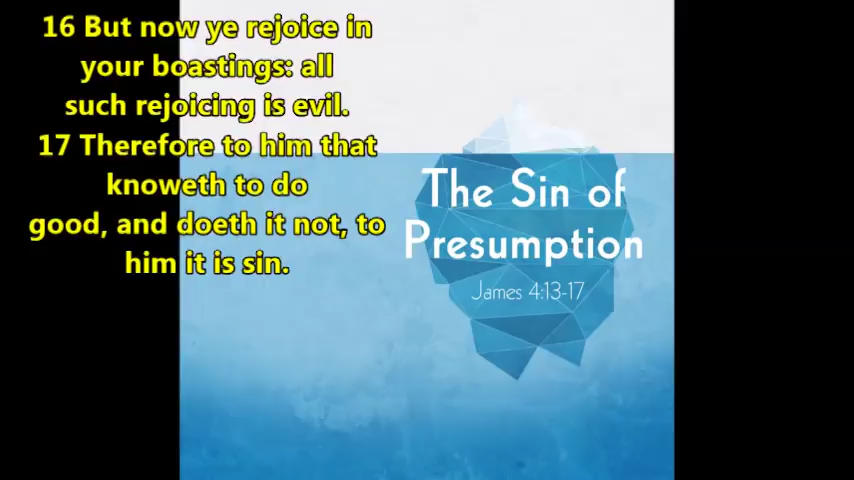 16 But now ye rejoice in
your boastings: all
such rejoicing is evil.
17 Therefore to him that
knoweth to do
good, and doeth it not, to
him it is sin.
The Sin of
Presumption
James 4:13-17